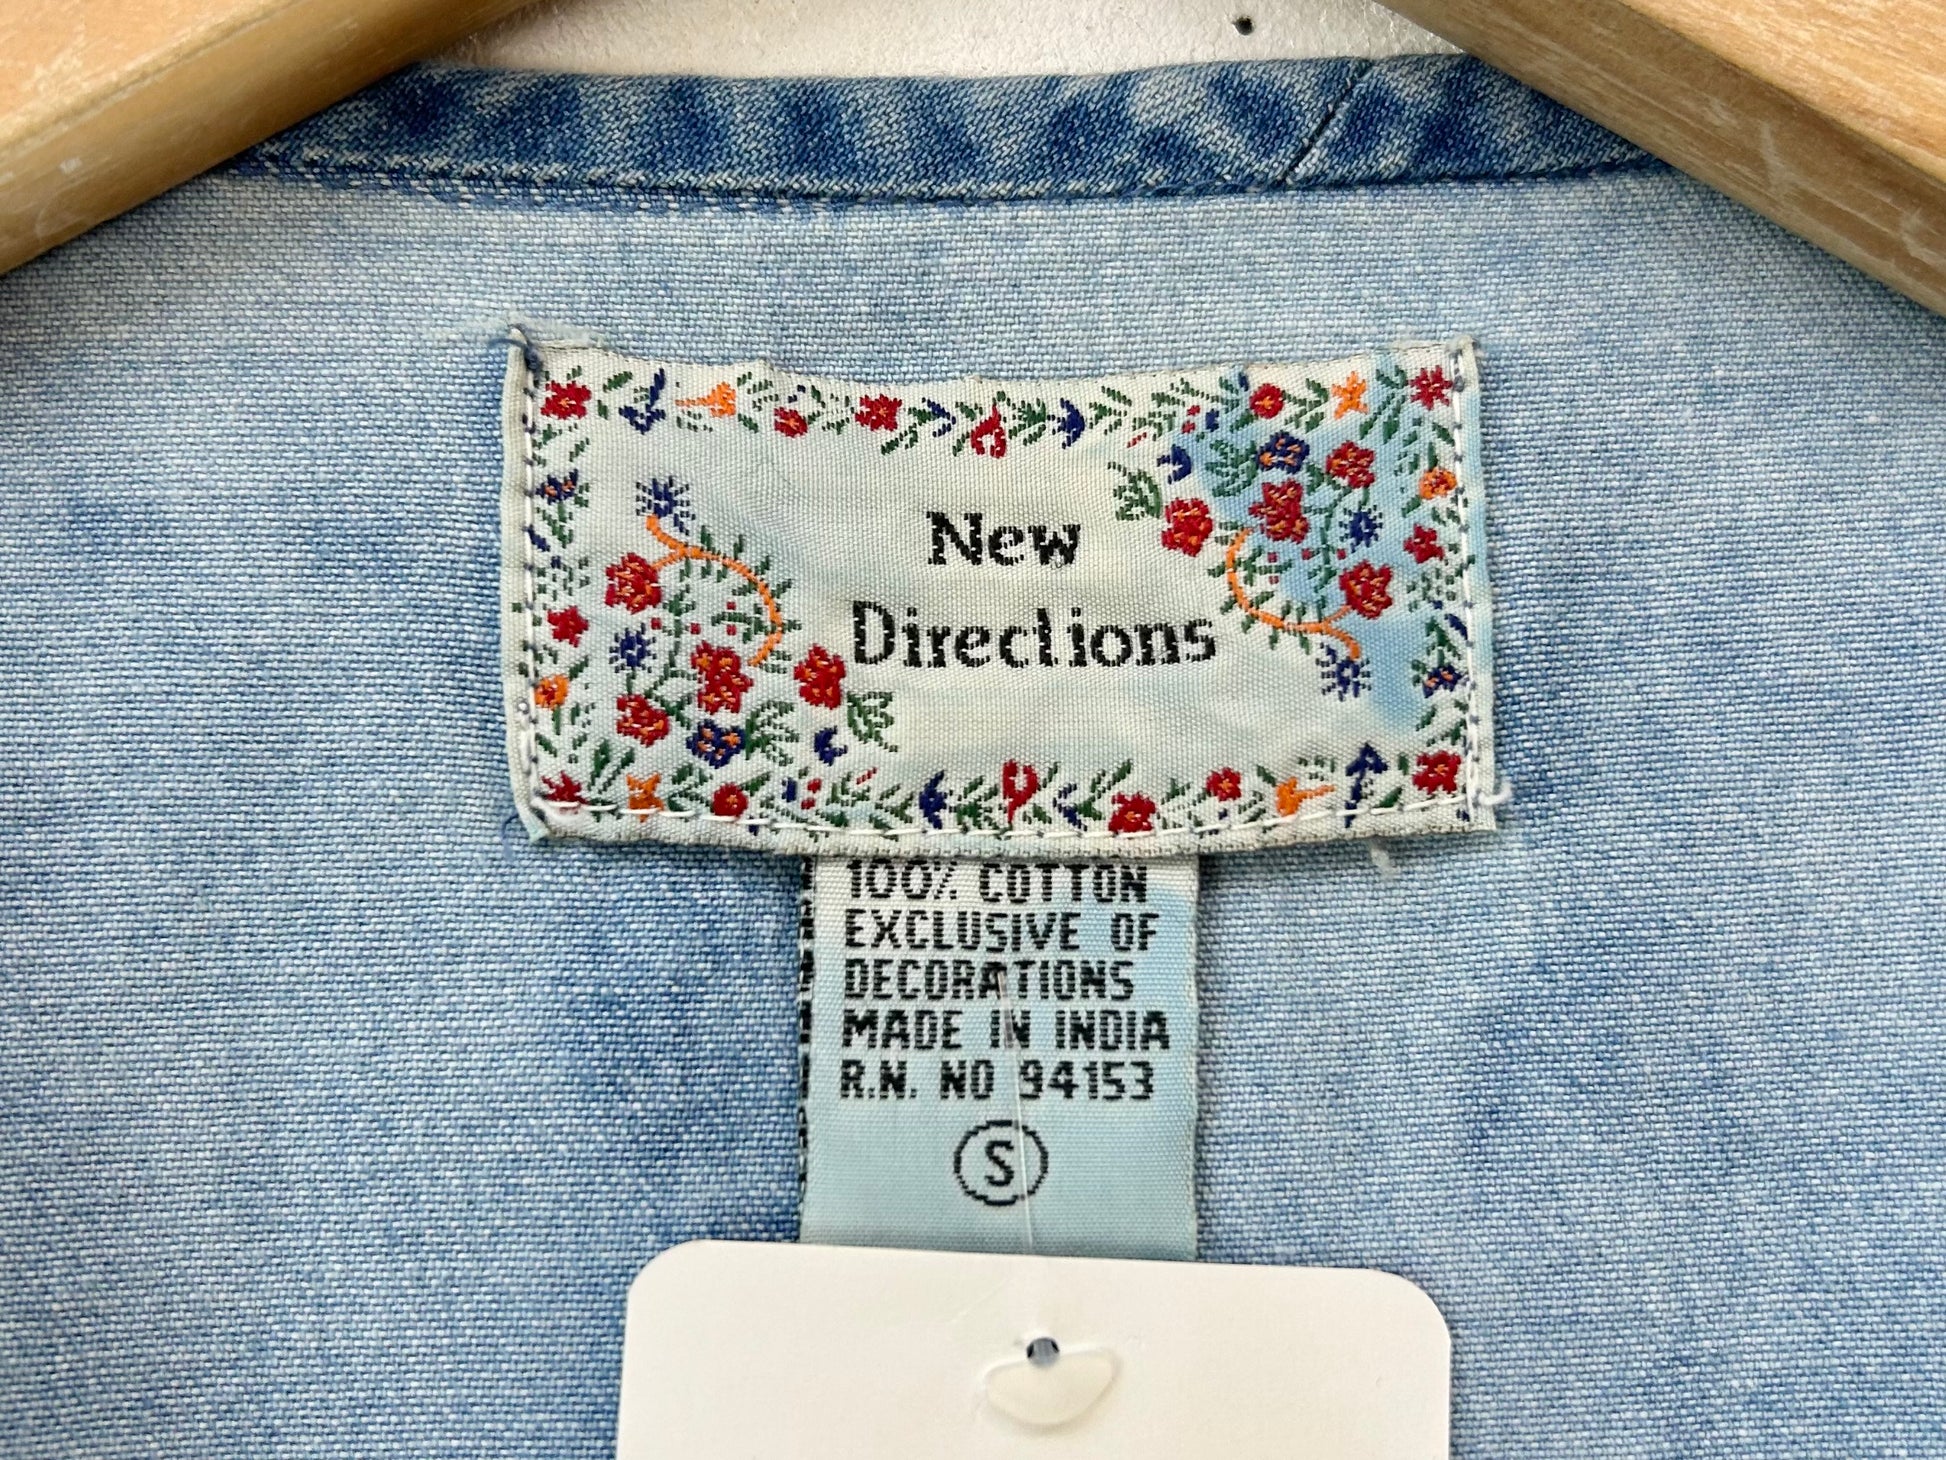 New
Directions
100% COTTON
EXCLUSIVE OF
DECORATIONS
MADE IN INDIA
R.N. NO 94153
S